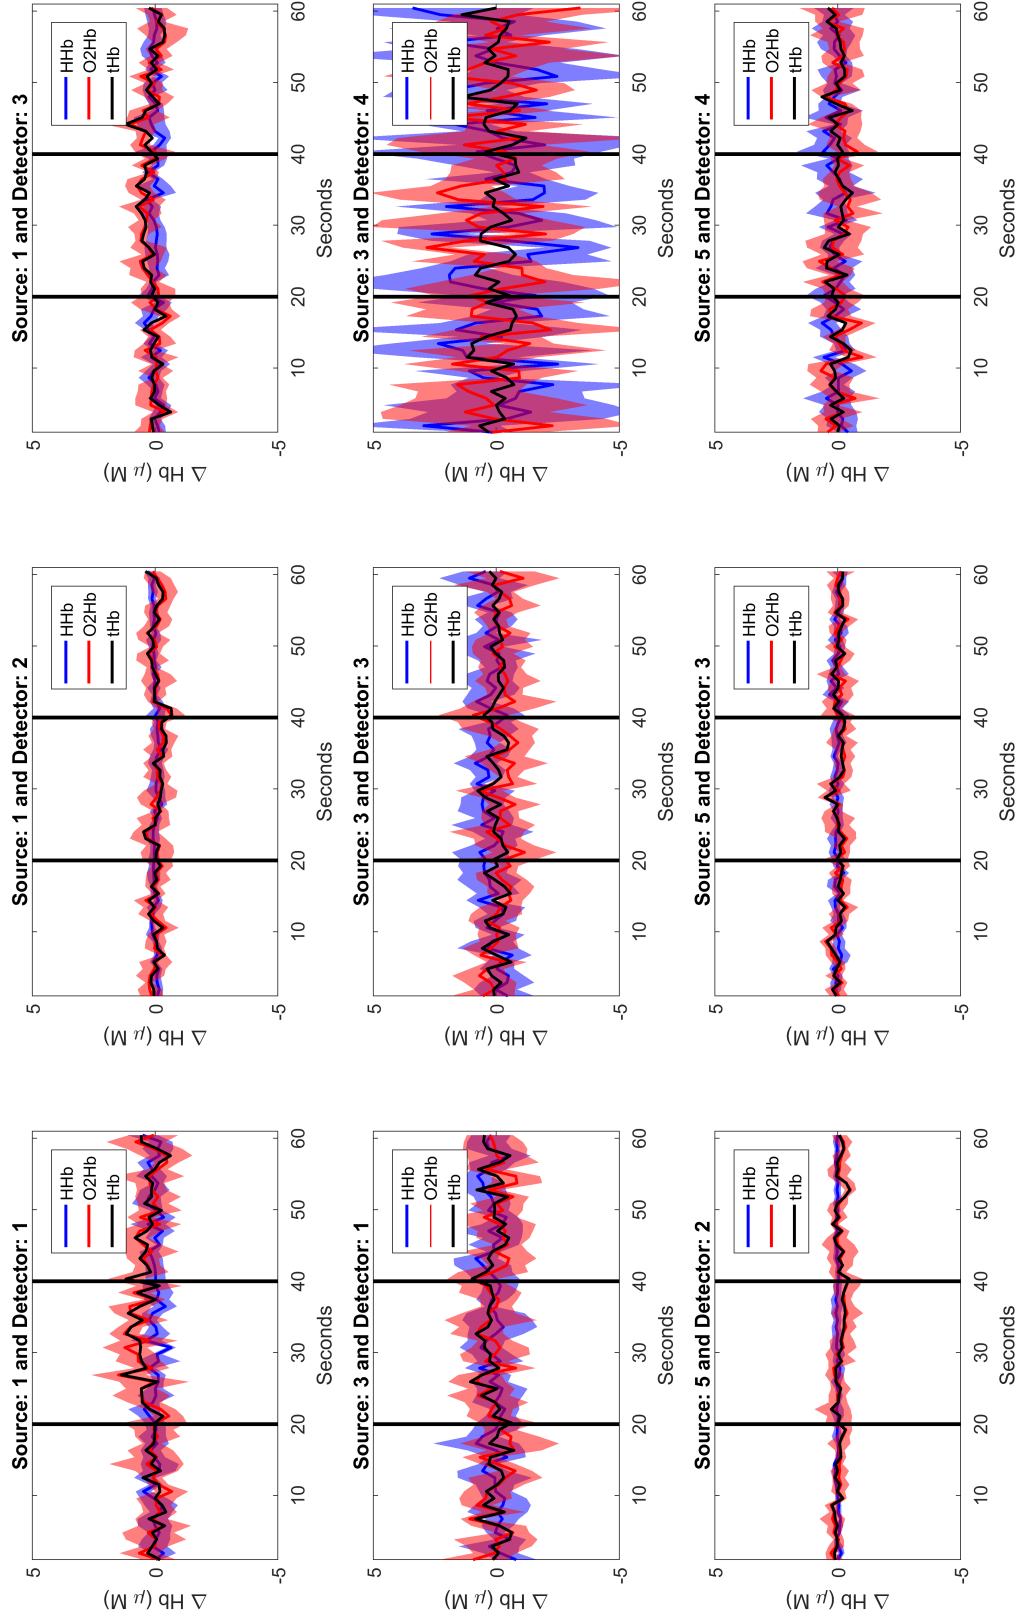 Source: 1 and Detector: 1
HHb
O2Hb
tHb
5
0
-5
Δ Hb (μ M)
10 20 30 40 50 60
Seconds
Source: 1 and Detector: 2
HHb
O2Hb
tHb
5
0
-5
Δ Hb (μ M)
10 20 30 40 50 60
Seconds
Source: 1 and Detector: 3
HHb
O2Hb
tHb
5
0
-5
Δ Hb (μ M)
10 20 30 40 50 60
Seconds
Source: 3 and Detector: 1
HHb
O2Hb
tHb
5
0
-5
Δ Hb (μ M)
10 20 30 40 50 60
Seconds
Source: 3 and Detector: 3
HHb
O2Hb
tHb
5
0
-5
Δ Hb (μ M)
10 20 30 40 50 60
Seconds
Source: 3 and Detector: 4
HHb
O2Hb
tHb
5
0
-5
Δ Hb (μ M)
10 20 30 40 50 60
Seconds
Source: 5 and Detector: 2
HHb
O2Hb
tHb
5
0
-5
Δ Hb (μ M)
10 20 30 40 50 60
Seconds
Source: 5 and Detector: 3
HHb
O2Hb
tHb
5
0
-5
Δ Hb (μ M)
10 20 30 40 50 60
Seconds
Source: 5 and Detector: 4
HHb
O2Hb
tHb
5
0
-5
Δ Hb (μ M)
10 20 30 40 50 60
Seconds